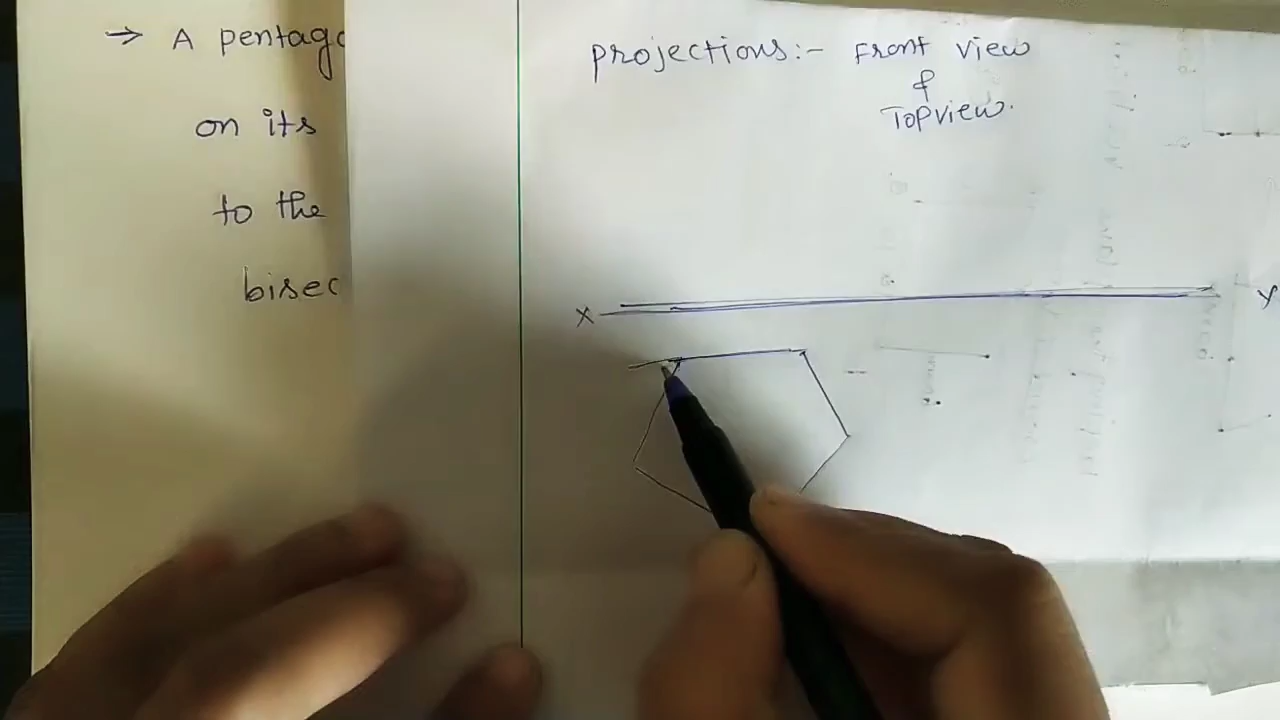 → A pentago
on its
to the
bisec
projections:- Front view
&
Topview.
X
Y